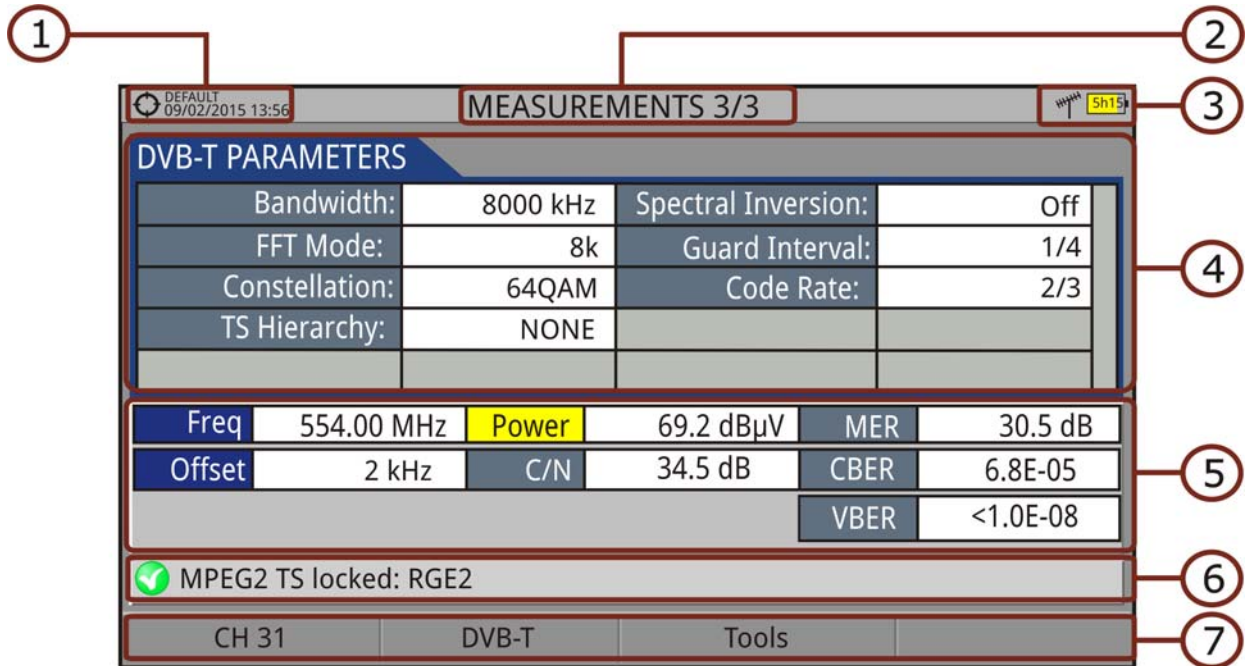 1
2
3
4
5
6
7
DEFAULT
09/02/2015 13:56
MEASUREMENTS 3/3
5h15
DVB-T PARAMETERS
Bandwidth: 8000 kHz Spectral Inversion: Off
FFT Mode: 8k Guard Interval: 1/4
Constellation: 64QAM Code Rate: 2/3
TS Hierarchy: NONE
Freq 554.00 MHz Power 69.2 dBµV MER 30.5 dB
Offset 2 kHz C/N 34.5 dB CBER 6.8E-05
VBER <1.0E-08
MPEG2 TS locked: RGE2
CH 31 DVB-T Tools